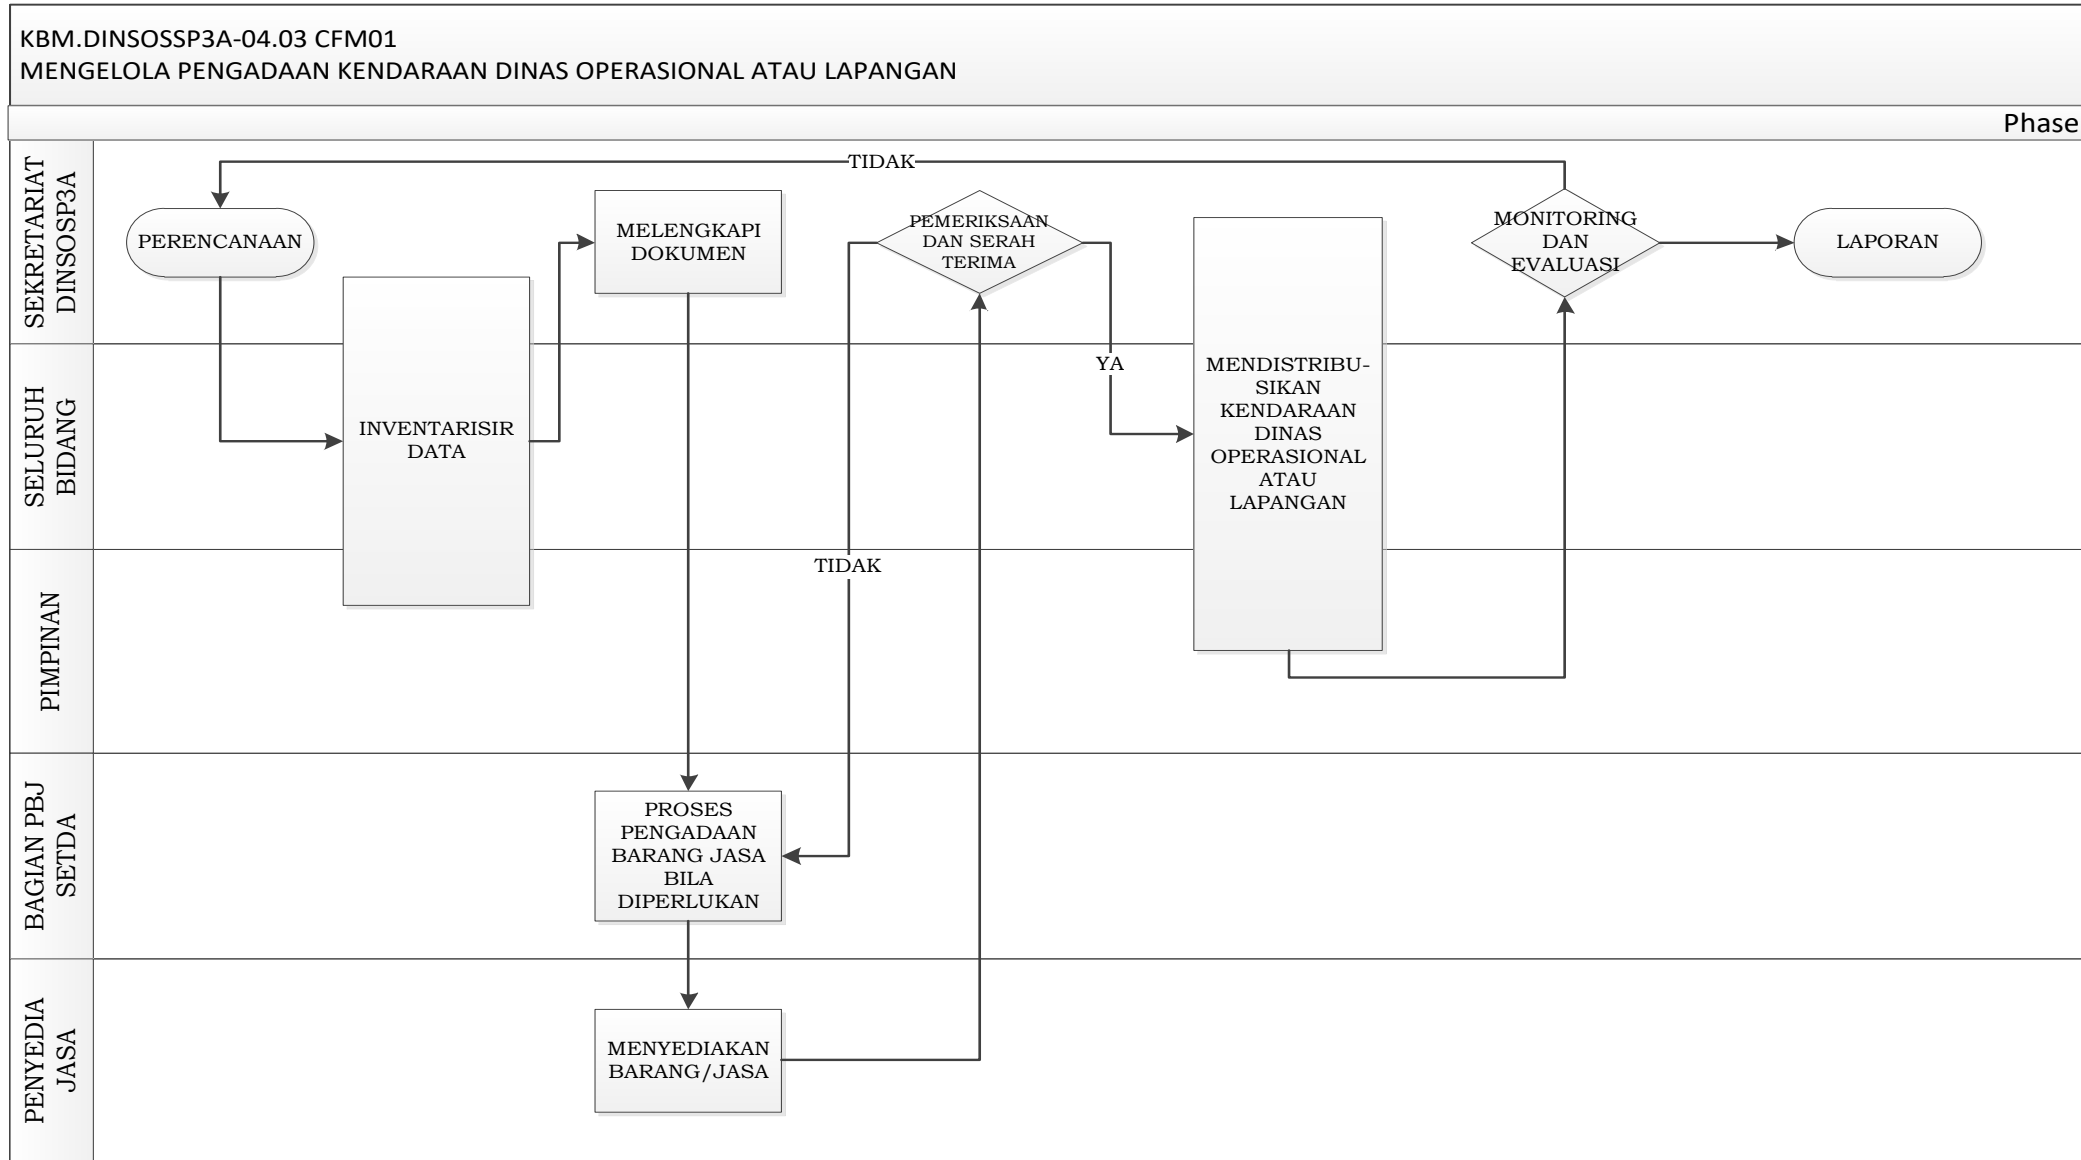 KBM.DINSOSSP3A-04.03 CFM01
MENGELOLA PENGADAAN KENDARAAN DINAS OPERASIONAL ATAU LAPANGAN
Phase
SEKRETARIAT
DINSOSP3A
TIDAK
PERENCANAAN
MELENGKAPI
DOKUMEN
PEMERIKSAAN
DAN SERAH
TERIMA
MONITORING
DAN
EVALUASI
LAPORAN
SELURUH
BIDANG
INVENTARISIR
DATA
YA
MENDISTRIBU-
SIKAN
KENDARAAN
DINAS
OPERASIONAL
ATAU
LAPANGAN
PIMPINAN
TIDAK
BAGIAN PBJ
SETDA
PROSES
PENGADAAN
BARANG JASA
BILA
DIPERLUKAN
PENYEDIA
JASA
MENYEDIAKAN
BARANG/JASA